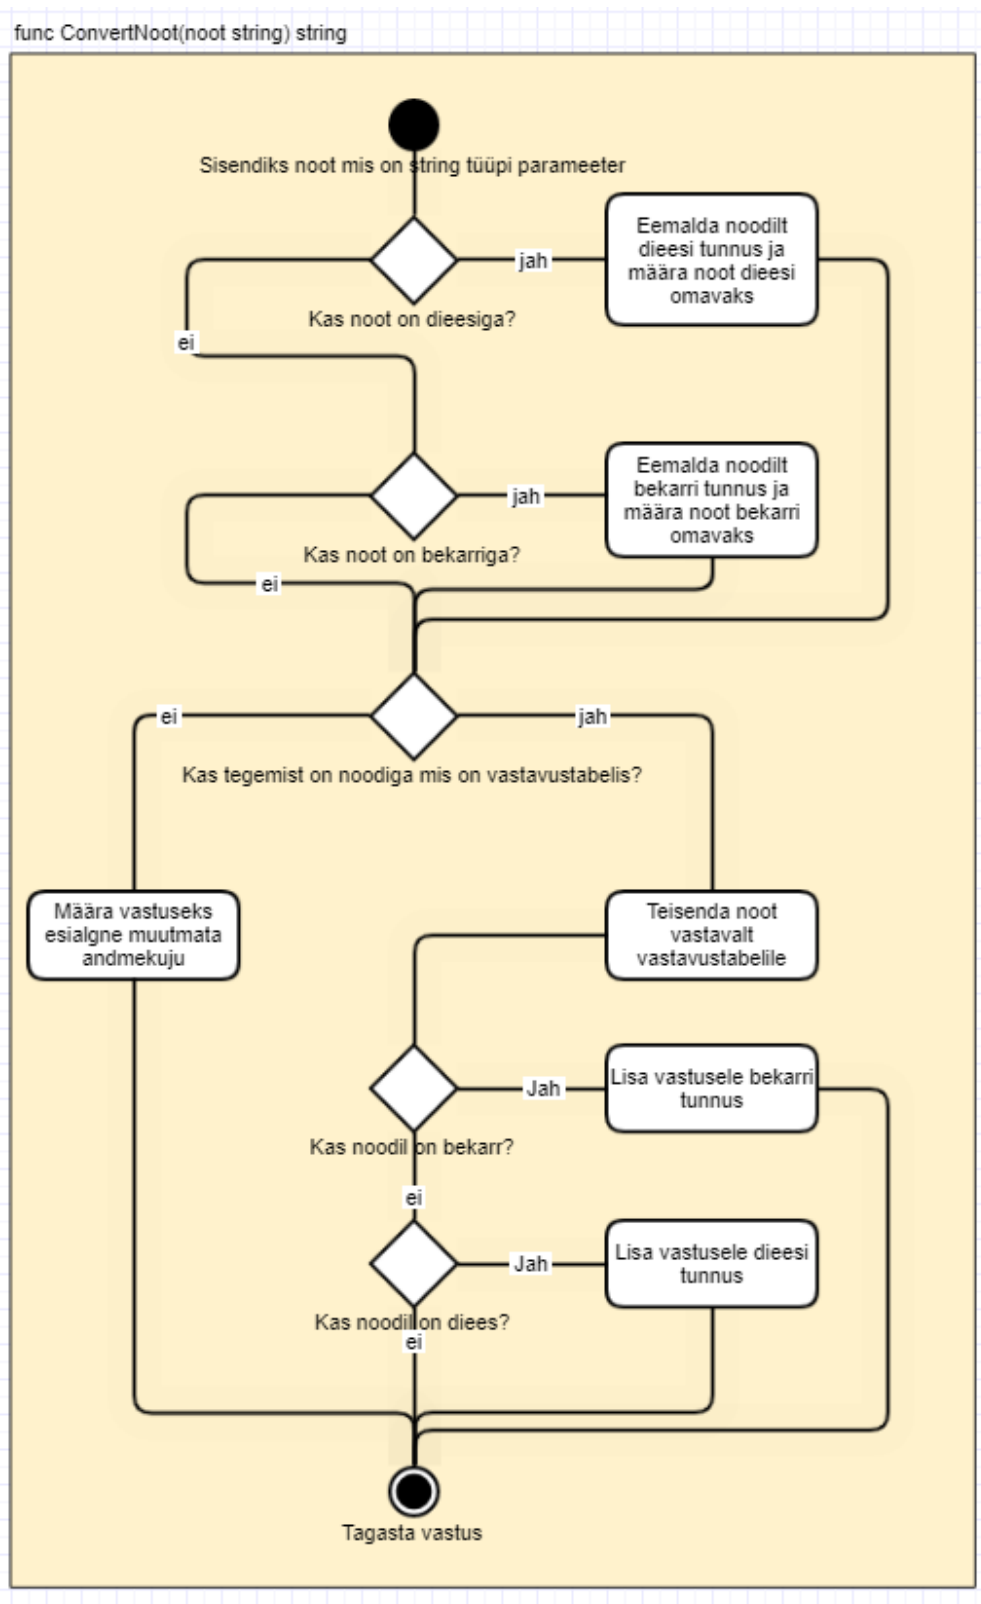 func ConvertNoot(noot string) string
Sisendiks noot mis on string tüüpi parameeter
Eemalda noodilt
dieesi tunnus ja
määra noot dieesi
omavaks
jah
Kas noot on dieesiga?
ei
Eemalda noodilt
bekarri tunnus ja
määra noot bekarri
omavaks
jah
Kas noot on bekarriga?
ei
ei
jah
Kas tegemist on noodiga mis on vastavustabelis?
Määra vastuseks
esialgne muutmata
andmekuju
Teisenda noot
vastavalt
vastavustabelile
Jah
Lisa vastusele bekarri
tunnus
Kas noodil on bekarr?
ei
Jah
Lisa vastusele dieesi
tunnus
Kas noodil on diees?
ei
Tagasta vastus